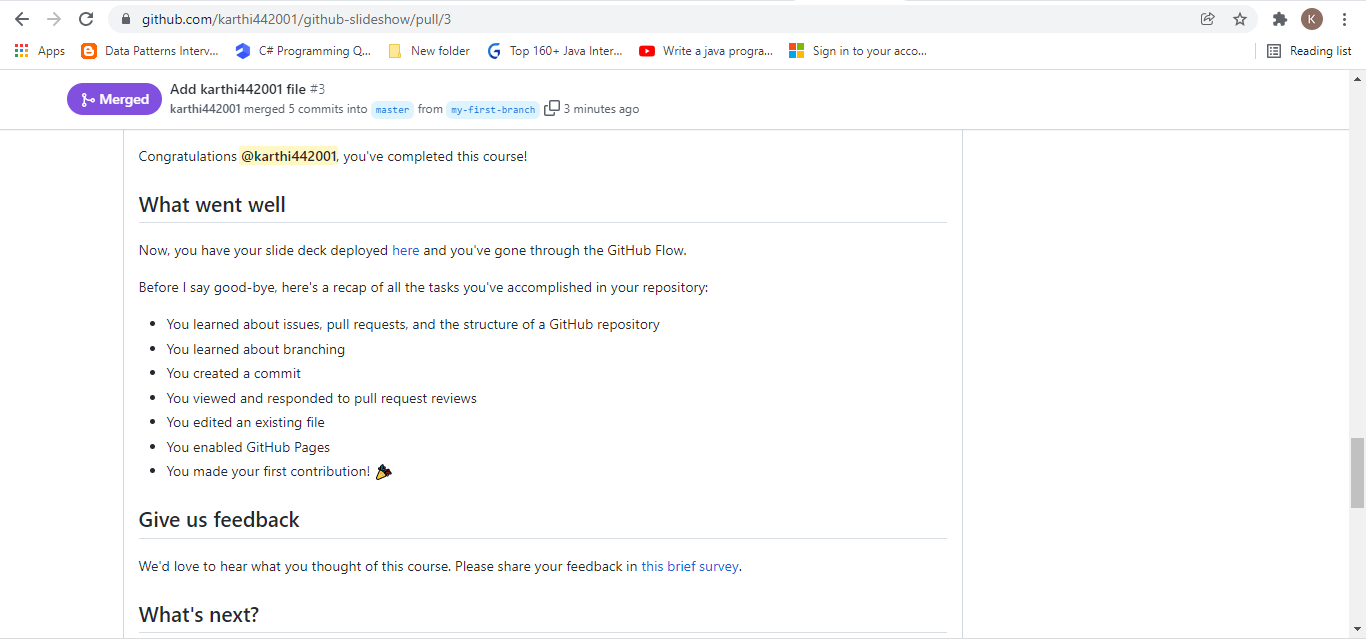 github.com/karthi442001/github-slideshow/pull/3
K
Apps Data Patterns Interv... C# Programming Q... New folder Top 160+ Java Inter... Write a java progra... Sign in to your acco... Reading list
Merged
Add karthi442001 file #3
karthi442001 merged 5 commits into master from my-first-branch 3 minutes ago
Congratulations @karthi442001, you've completed this course!
What went well
Now, you have your slide deck deployed here and you've gone through the GitHub Flow.
Before I say good-bye, here's a recap of all the tasks you've accomplished in your repository:
• You learned about issues, pull requests, and the structure of a GitHub repository
• You learned about branching
• You created a commit
• You viewed and responded to pull request reviews
• You edited an existing file
• You enabled GitHub Pages
• You made your first contribution! 🎉
Give us feedback
We'd love to hear what you thought of this course. Please share your feedback in this brief survey.
What's next?